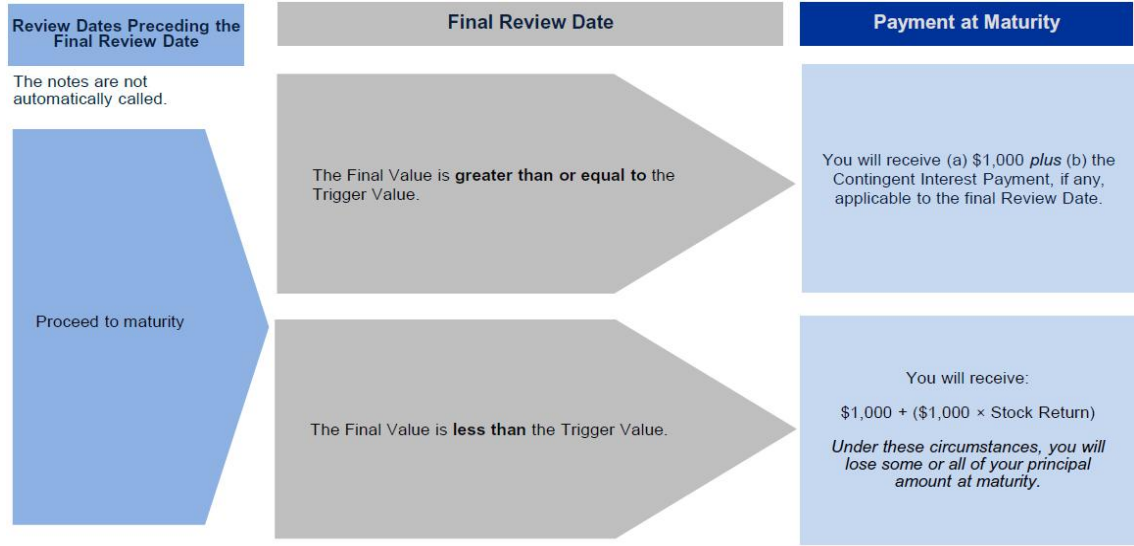 Review Dates Preceding the
Final Review Date
Final Review Date
Payment at Maturity
The notes are not
automatically called.
Proceed to maturity
The Final Value is greater than or equal to the
Trigger Value.
You will receive (a) $1,000 plus (b) the
Contingent Interest Payment, if any,
applicable to the final Review Date.
The Final Value is less than the Trigger Value.
You will receive:
$1,000 + ($1,000 × Stock Return)
Under these circumstances, you will
lose some or all of your principal
amount at maturity.